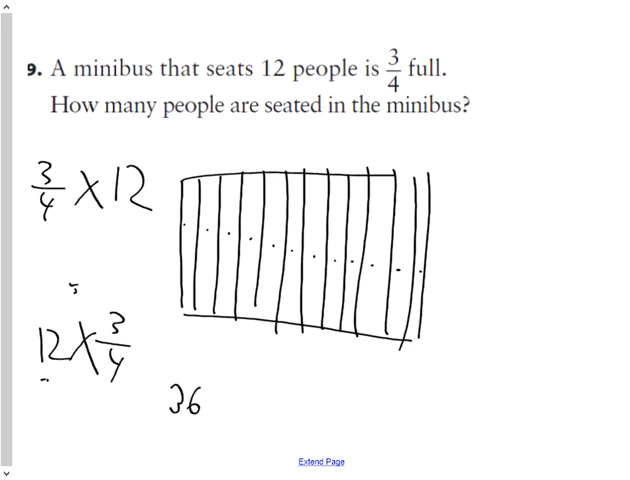 9. A minibus that seats 12 people is 3/4 full.
How many people are seated in the minibus?
3/4 × 12
12 × 3/4
36
Extend Page